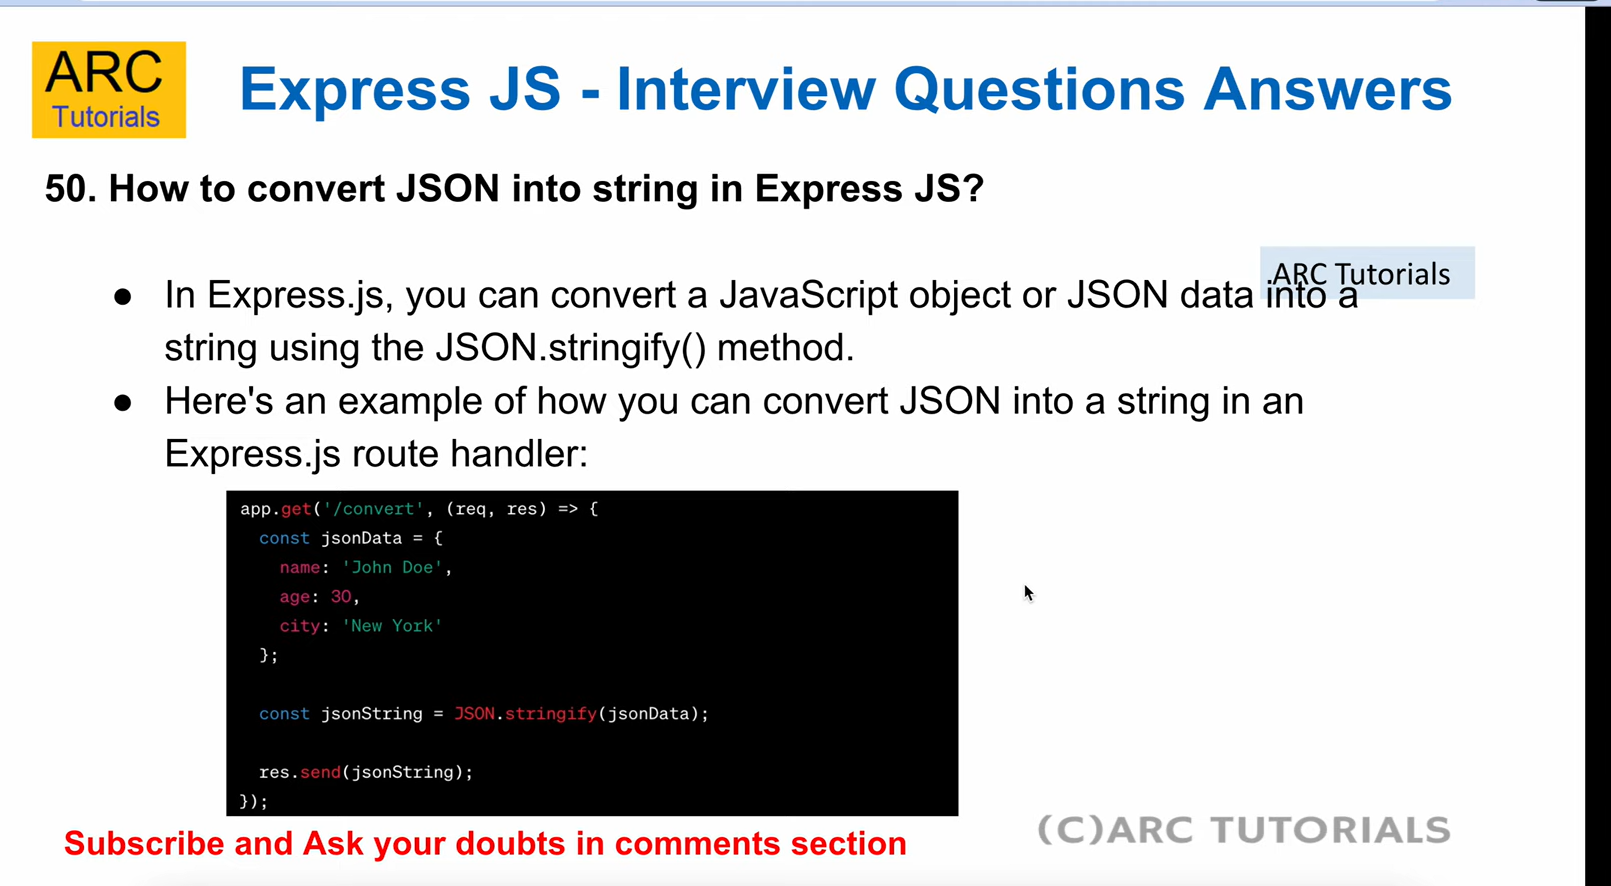 ARC
Tutorials
Express JS - Interview Questions Answers
50. How to convert JSON into string in Express JS?
ARC Tutorials
● In Express.js, you can convert a JavaScript object or JSON data into a
string using the JSON.stringify() method.
● Here's an example of how you can convert JSON into a string in an
Express.js route handler:
app.get('/convert', (req, res) => {
  const jsonData = {
    name: 'John Doe',
    age: 30,
    city: 'New York'
  };
  const jsonString = JSON.stringify(jsonData);
  res.send(jsonString);
});
Subscribe and Ask your doubts in comments section
(C)ARC TUTORIALS